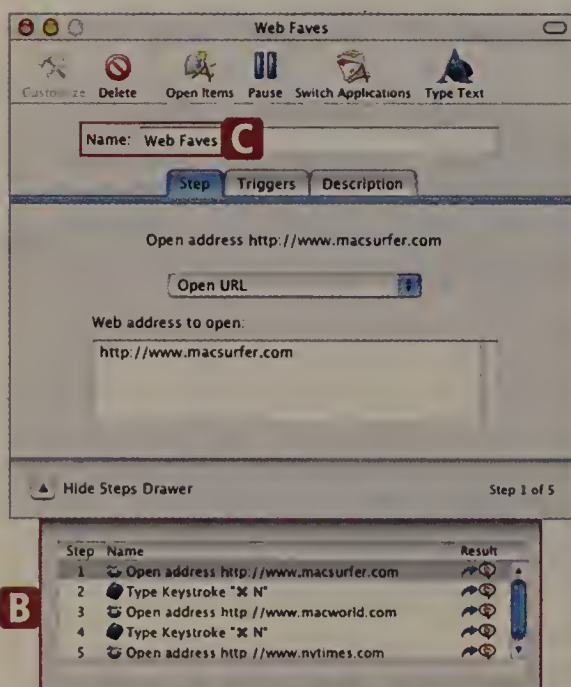 Web Faves
Customize Delete Open Items Pause Switch Applications Type Text
Name: Web Faves C
Step Triggers Description
Open address http://www.macsurfer.com
Open URL
Web address to open:
http://www.macsurfer.com
Hide Steps Drawer Step 1 of 5
B
Step Name Result
1 Open address http://www.macsurfer.com
2 Type Keystroke "⌘ N"
3 Open address http://www.macworld.com
4 Type Keystroke "⌘ N"
5 Open address http://www.nytimes.com